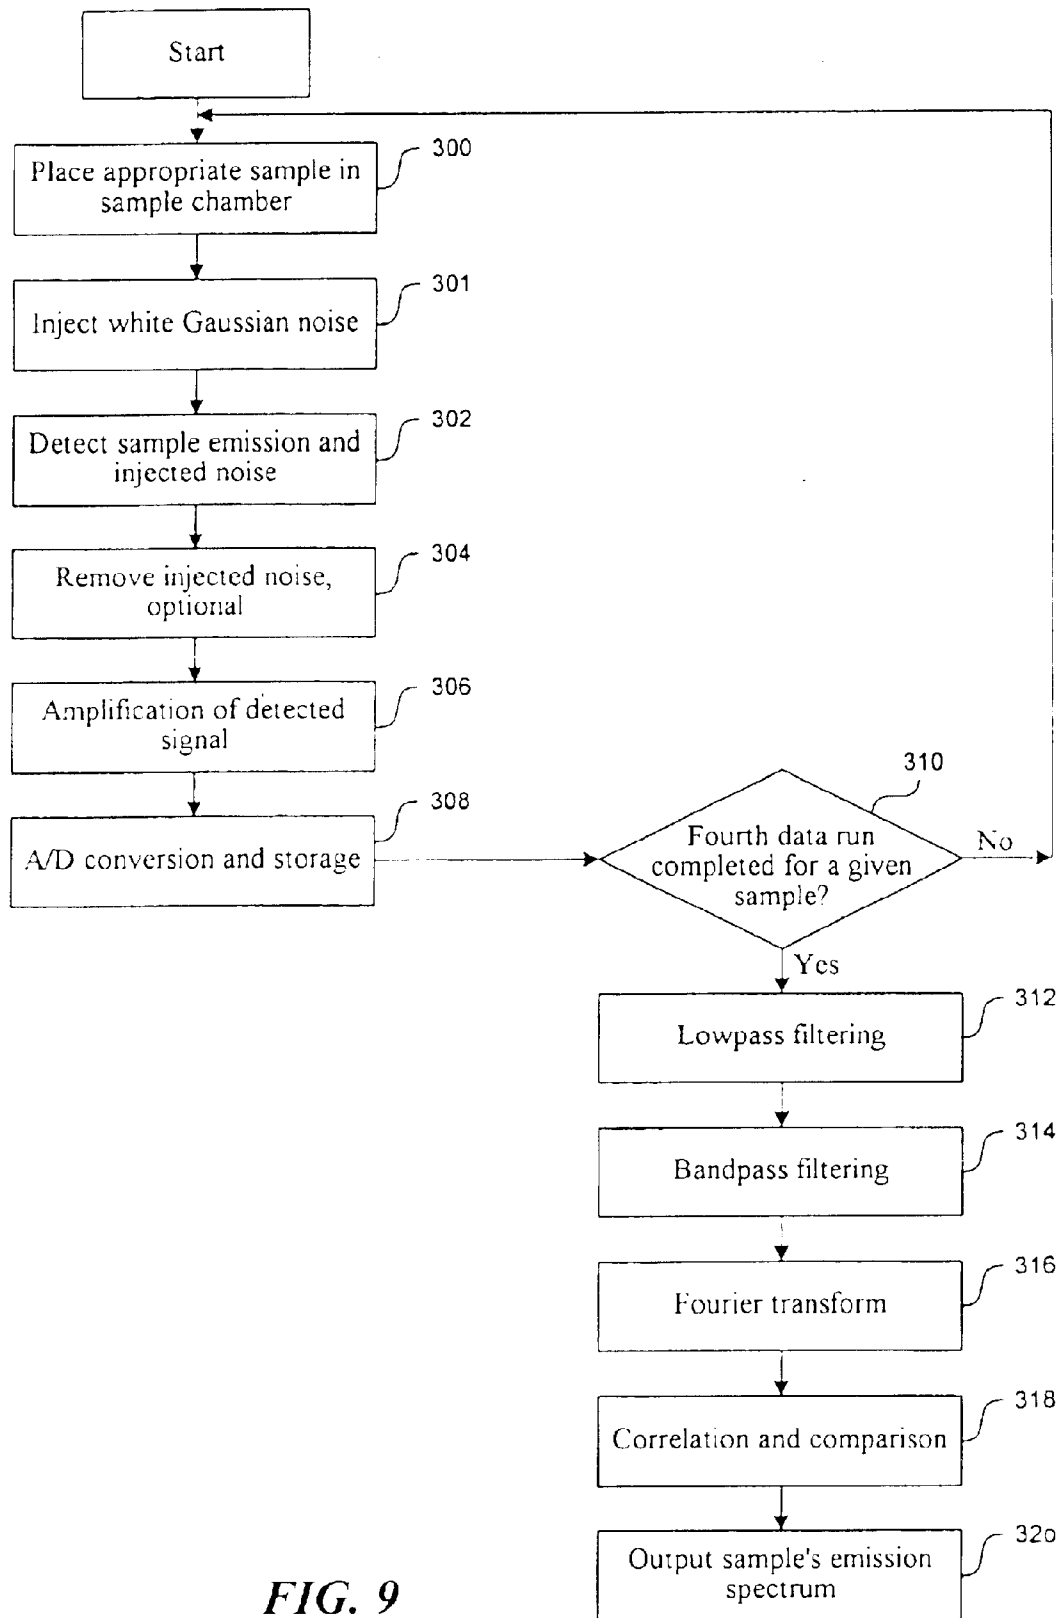 Start
300
Place appropriate sample in
sample chamber
301
Inject white Gaussian noise
302
Detect sample emission and
injected noise
304
Remove injected noise,
optional
306
Amplification of detected
signal
308
A/D conversion and storage
310
Fourth data run
completed for a given
sample?
No
Yes
312
Lowpass filtering
314
Bandpass filtering
316
Fourier transform
318
Correlation and comparison
32o
Output sample's emission
spectrum
FIG. 9